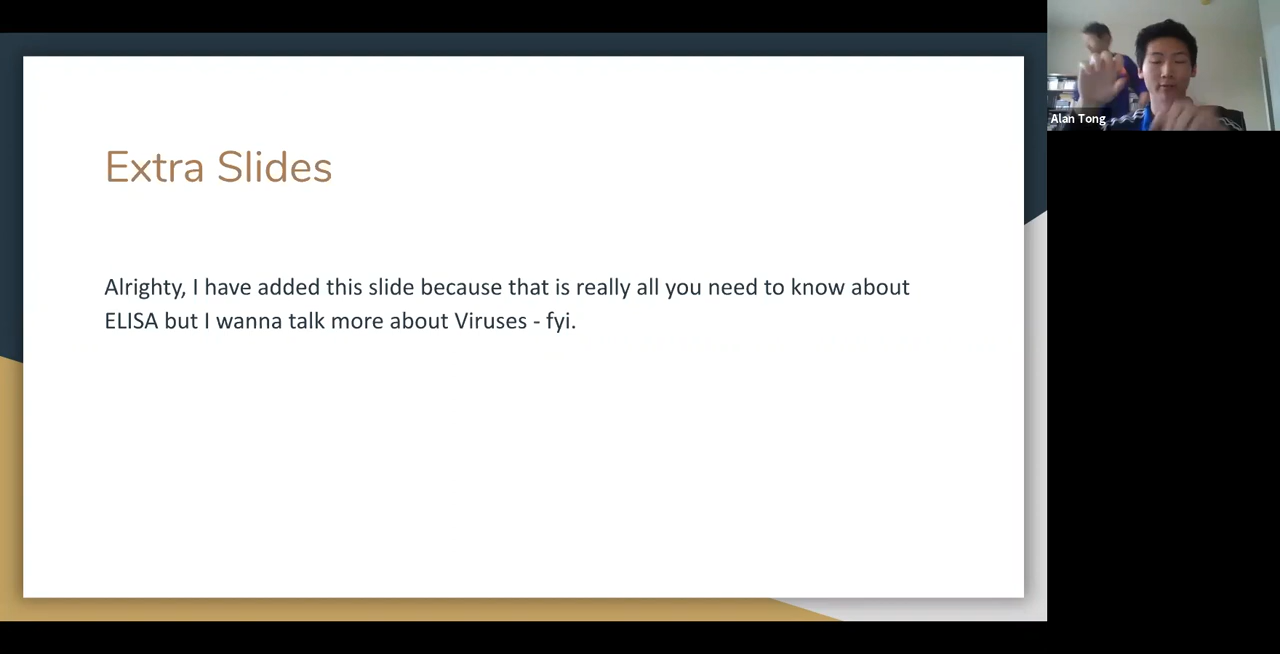 Extra Slides
Alrighty, I have added this slide because that is really all you need to know about
ELISA but I wanna talk more about Viruses - fyi.
Alan Tong